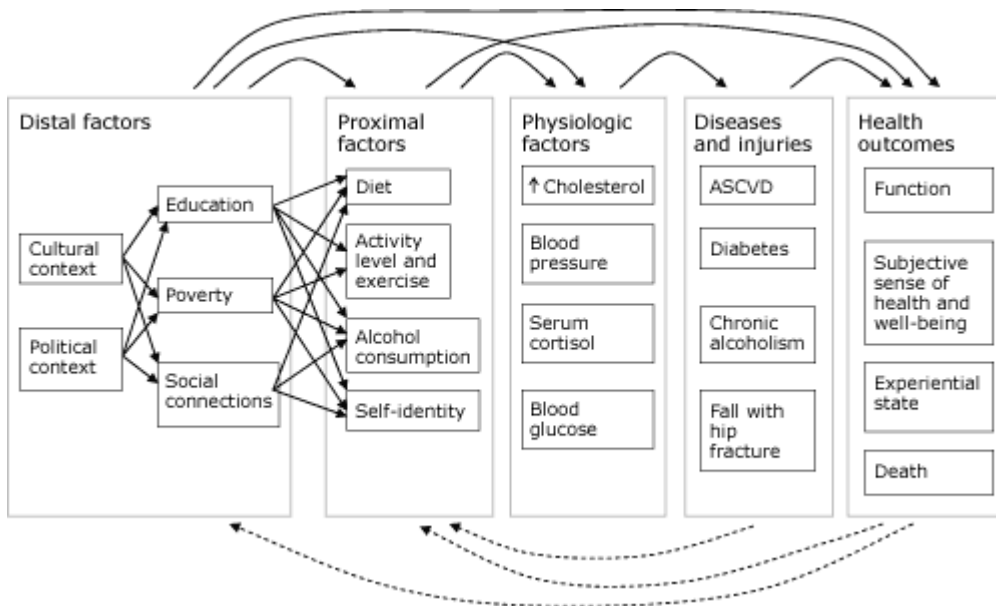 Distal factors
Cultural
context
Political
context
Education
Poverty
Social
connections
Proximal
factors
Diet
Activity
level and
exercise
Alcohol
consumption
Self-identity
Physiologic
factors
↑ Cholesterol
Blood
pressure
Serum
cortisol
Blood
glucose
Diseases
and injuries
ASCVD
Diabetes
Chronic
alcoholism
Fall with
hip
fracture
Health
outcomes
Function
Subjective
sense of
health and
well-being
Experiential
state
Death